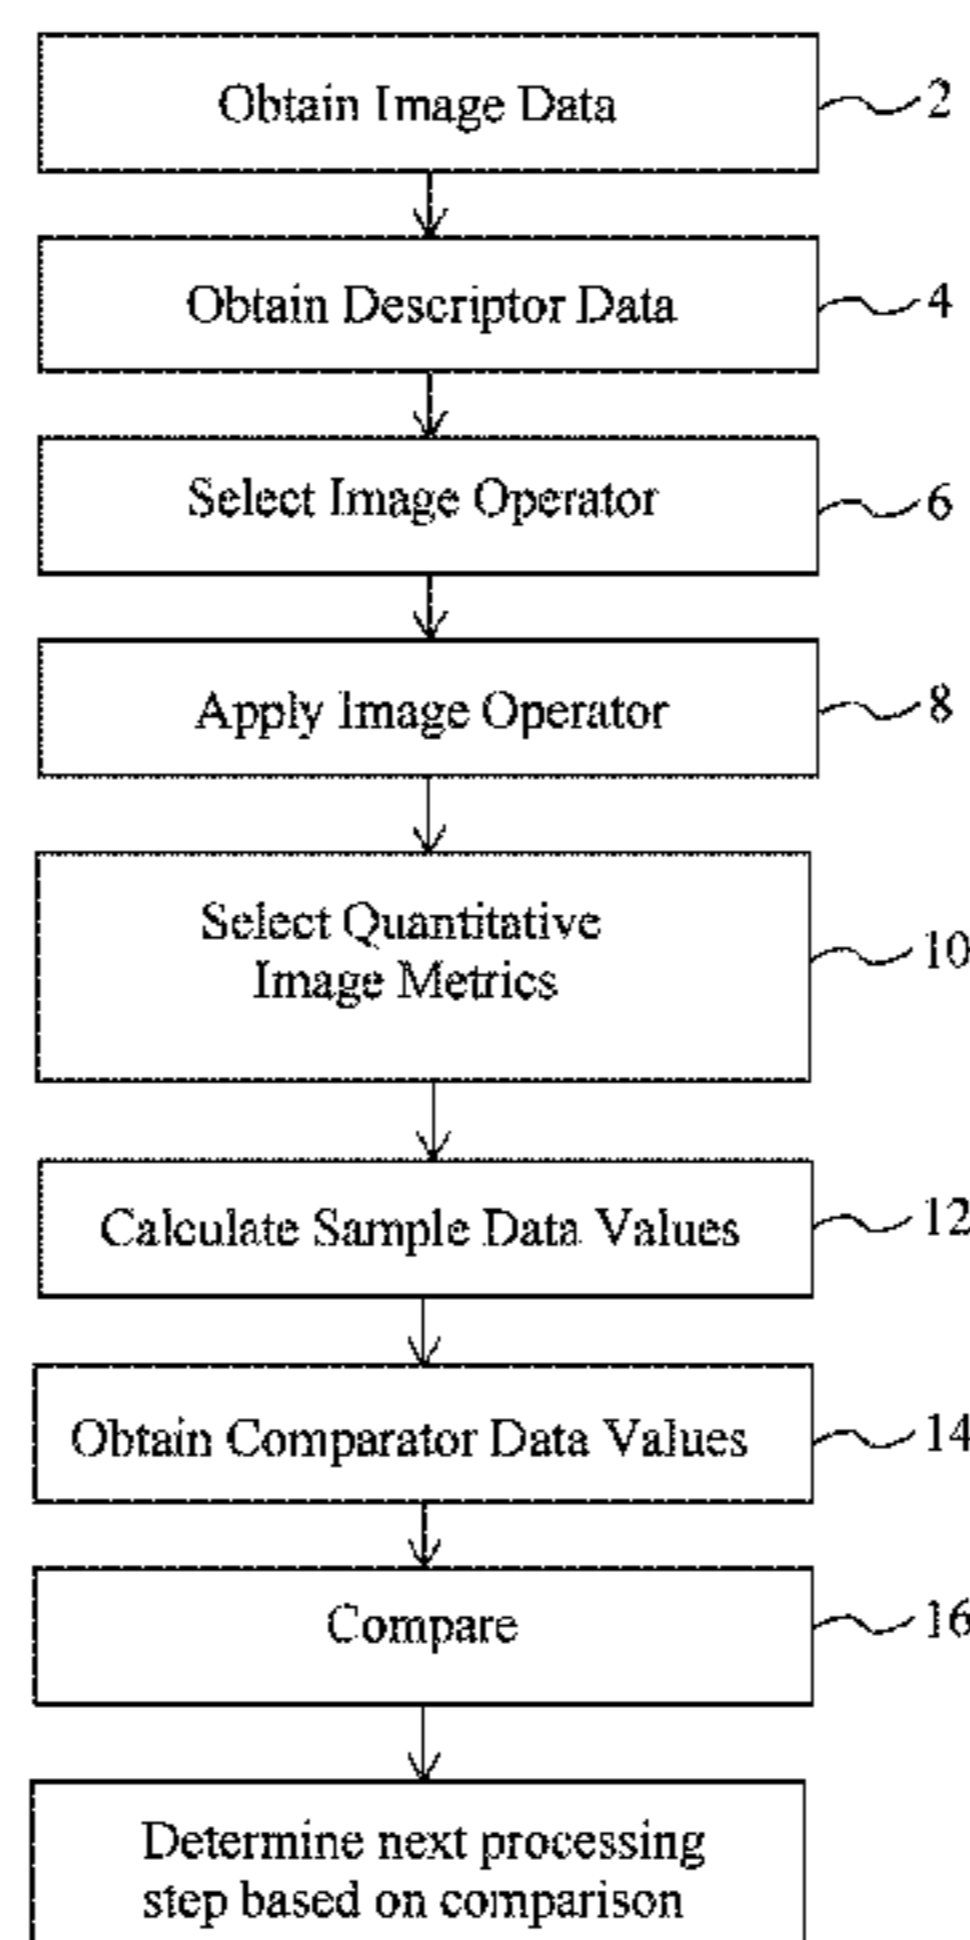 Obtain Image Data
2
Obtain Descriptor Data
4
Select Image Operator
6
Apply Image Operator
8
Select Quantitative
Image Metrics
10
Calculate Sample Data Values
12
Obtain Comparator Data Values
14
Compare
16
Determine next processing
step based on comparison